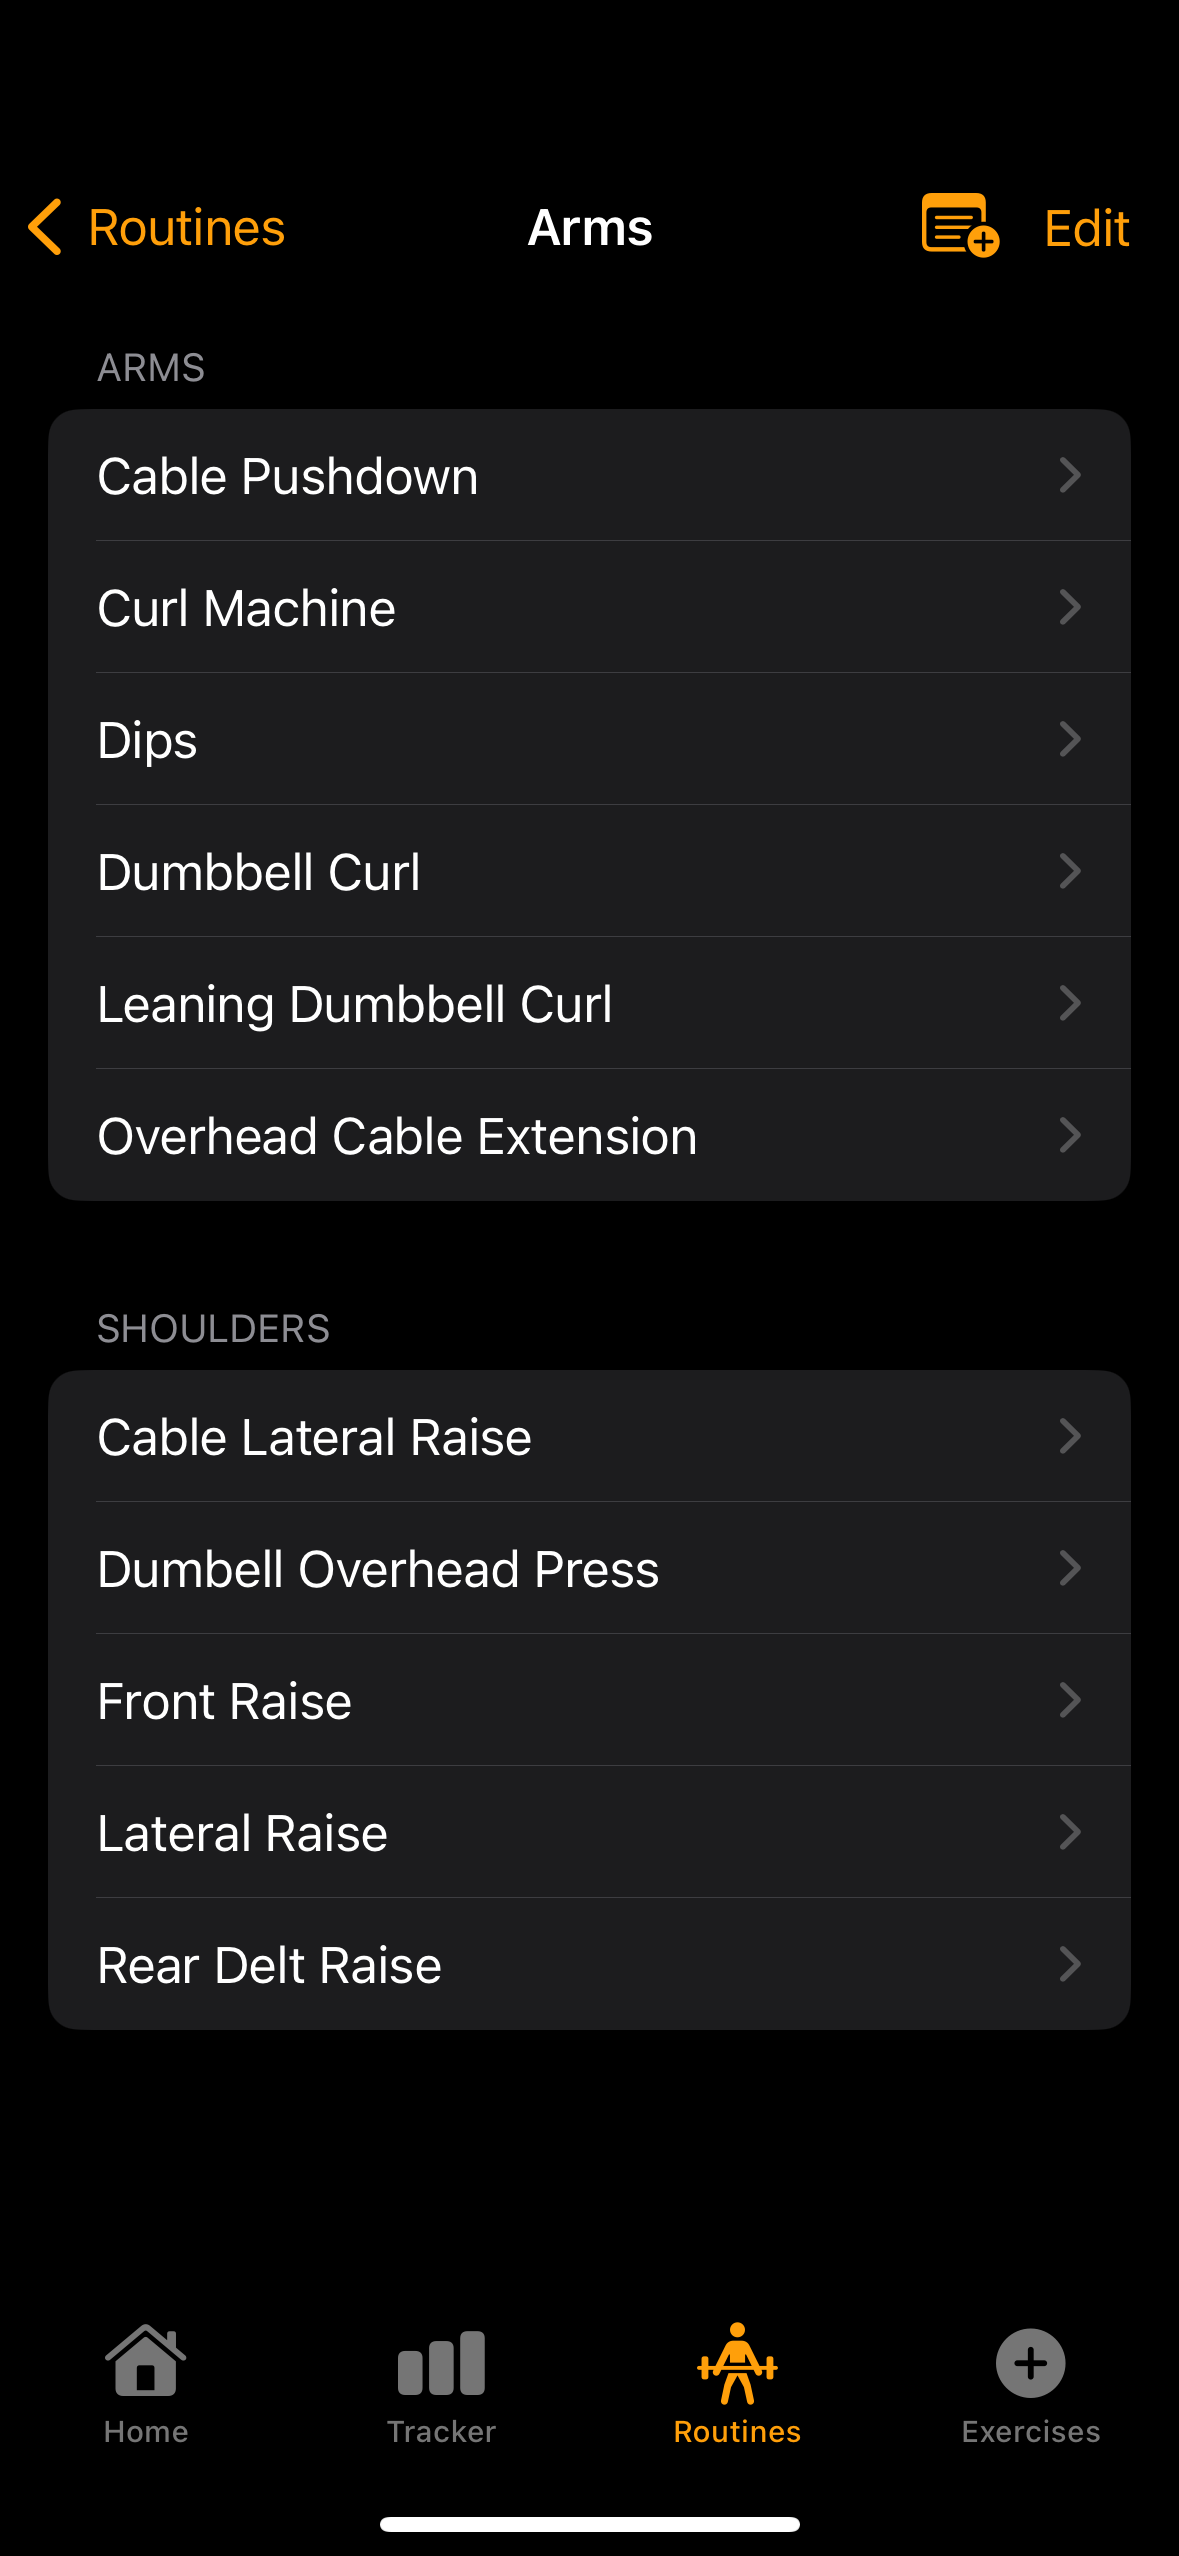 Routines
Arms
Edit
ARMS
Cable Pushdown
Curl Machine
Dips
Dumbbell Curl
Leaning Dumbbell Curl
Overhead Cable Extension
SHOULDERS
Cable Lateral Raise
Dumbell Overhead Press
Front Raise
Lateral Raise
Rear Delt Raise
Home
Tracker
Routines
Exercises